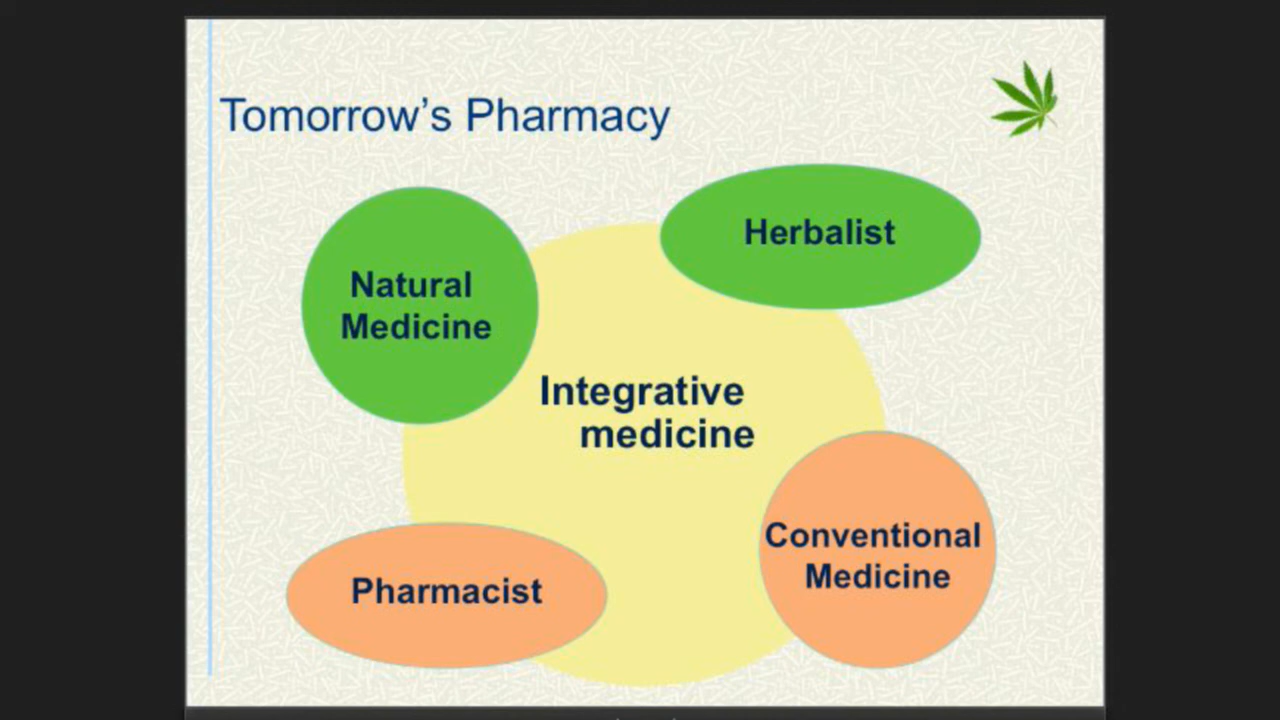 Tomorrow’s Pharmacy
Herbalist
Natural
Medicine
Integrative
medicine
Conventional
Medicine
Pharmacist